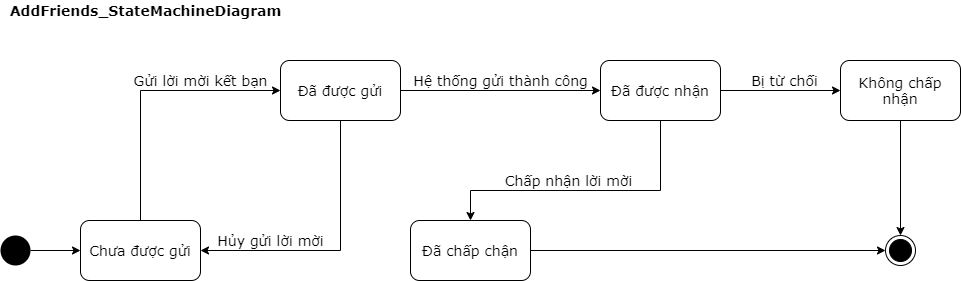 AddFriends_StateMachineDiagram
Gửi lời mời kết bạn
Đã được gửi
Hệ thống gửi thành công
Đã được nhận
Bị từ chối
Không chấp
nhận
Chấp nhận lời mời
Chưa được gửi
Hủy gửi lời mời
Đã chấp chận